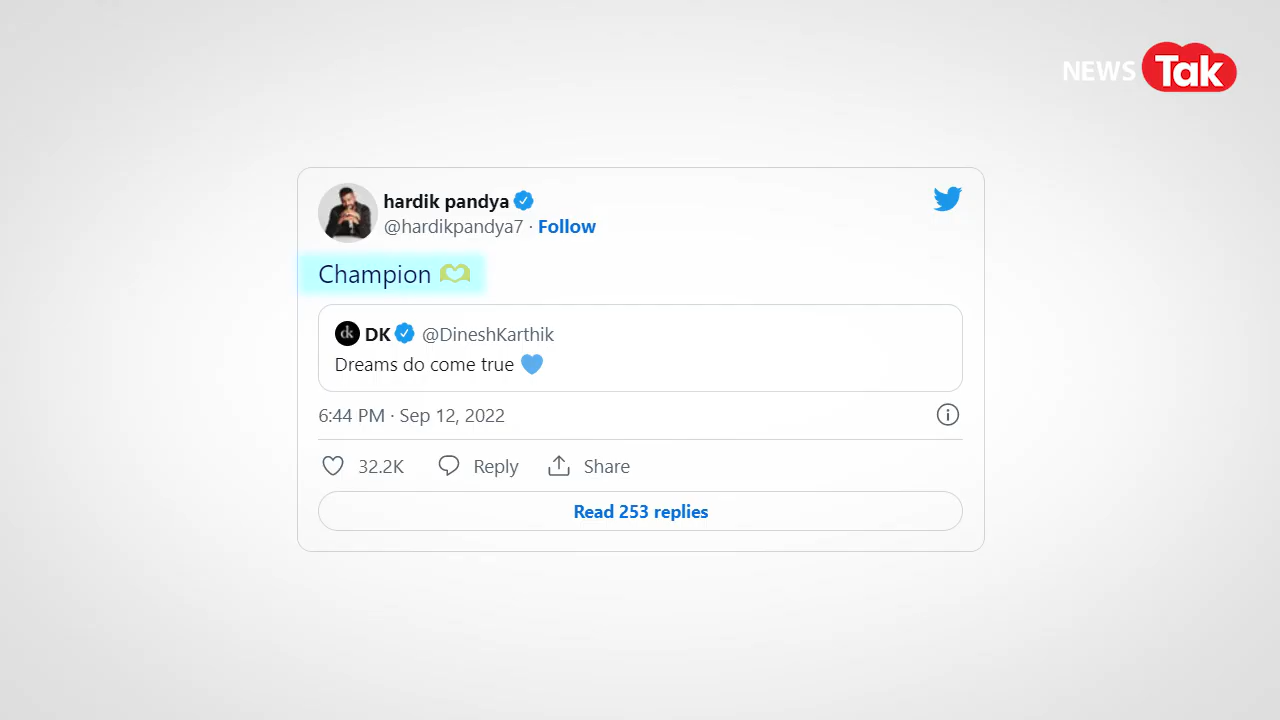 NEWS Tak
hardik pandya
@hardikpandya7 · Follow
Champion 🫶
dk DK @DineshKarthik
Dreams do come true 💙
6:44 PM · Sep 12, 2022
32.2K Reply Share
Read 253 replies